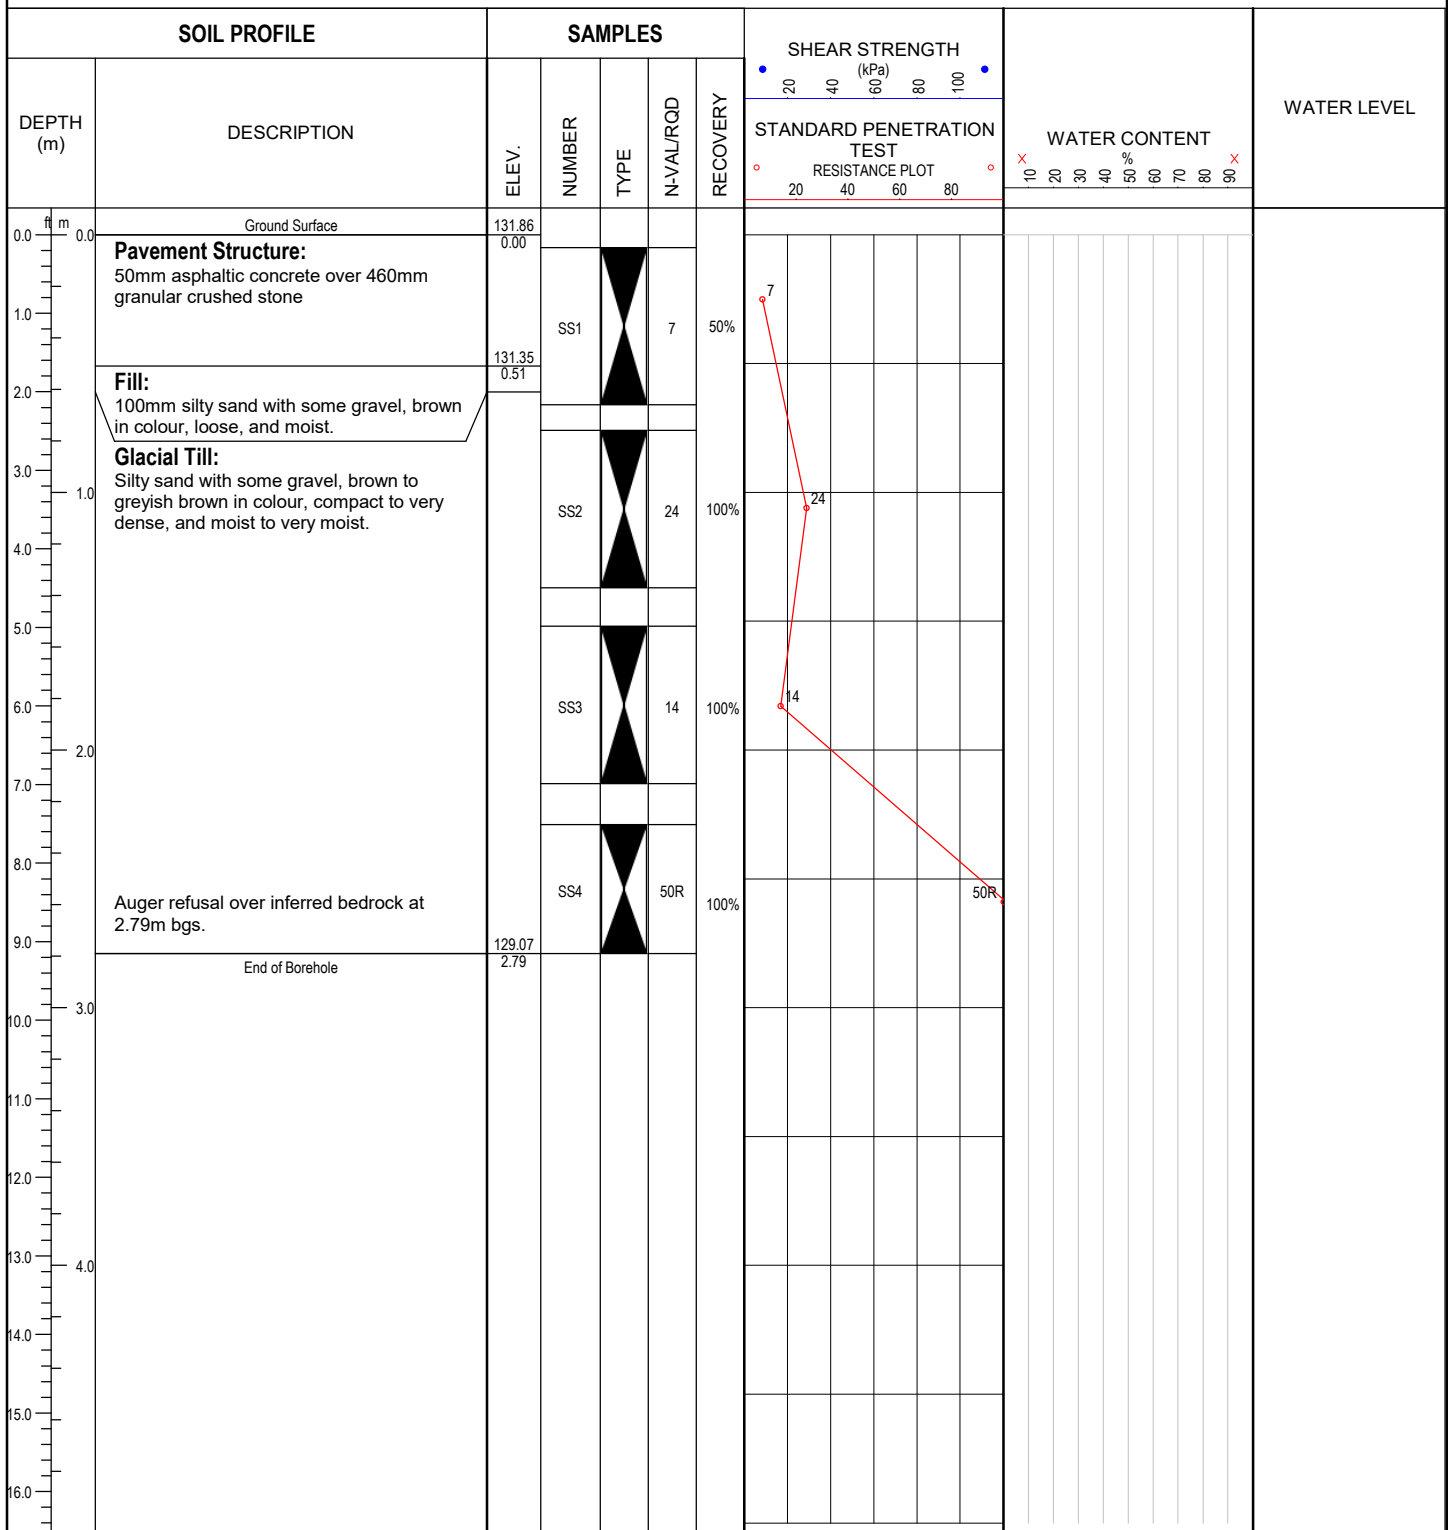 SOIL PROFILE
SAMPLES
DEPTH
(m)
DESCRIPTION
ELEV.
NUMBER
TYPE
N-VAL/RQD
RECOVERY
SHEAR STRENGTH
(kPa)
20 40 60 80 100
STANDARD PENETRATION
TEST
RESISTANCE PLOT
20 40 60 80
WATER CONTENT
%
10 20 30 40 50 60 70 80 90
WATER LEVEL
ft m
0.0 0.0
Ground Surface
131.86
0.00
Pavement Structure:
50mm asphaltic concrete over 460mm
granular crushed stone
7
1.0
SS1 7 50%
131.35
0.51
Fill:
2.0
100mm silty sand with some gravel, brown
in colour, loose, and moist.
Glacial Till:
3.0
Silty sand with some gravel, brown to
greyish brown in colour, compact to very
dense, and moist to very moist.
1.0
24
SS2 24 100%
4.0
5.0
14
6.0
SS3 14 100%
2.0
7.0
8.0
SS4 50R 100%
50R
Auger refusal over inferred bedrock at
2.79m bgs.
9.0
129.07
2.79
End of Borehole
3.0
10.0
11.0
12.0
13.0
4.0
14.0
15.0
16.0